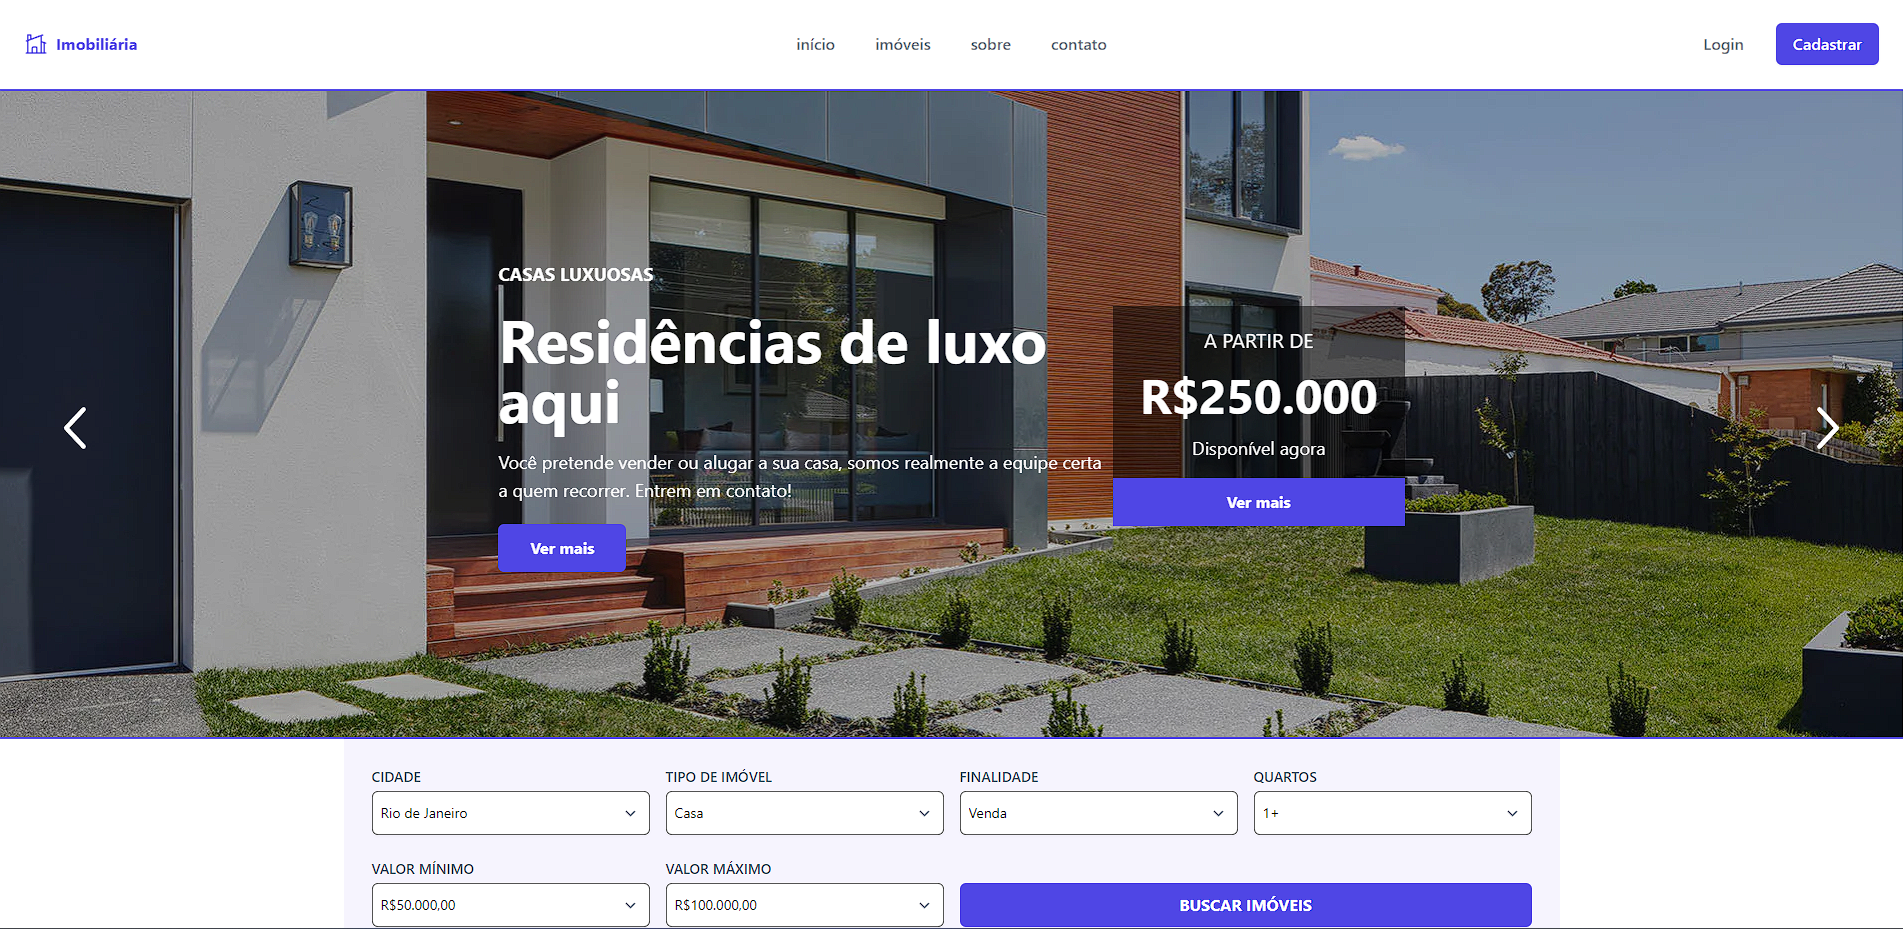 Imobiliária
início imóveis sobre contato
Login Cadastrar
CASAS LUXUOSAS
Residências de luxo
aqui
Você pretende vender ou alugar a sua casa, somos realmente a equipe certa
a quem recorrer. Entrem em contato!
Ver mais
A PARTIR DE
R$250.000
Disponível agora
Ver mais
CIDADE TIPO DE IMÓVEL FINALIDADE QUARTOS
Rio de Janeiro Casa Venda 1+
VALOR MÍNIMO VALOR MÁXIMO
R$50.000,00 R$100.000,00 BUSCAR IMÓVEIS